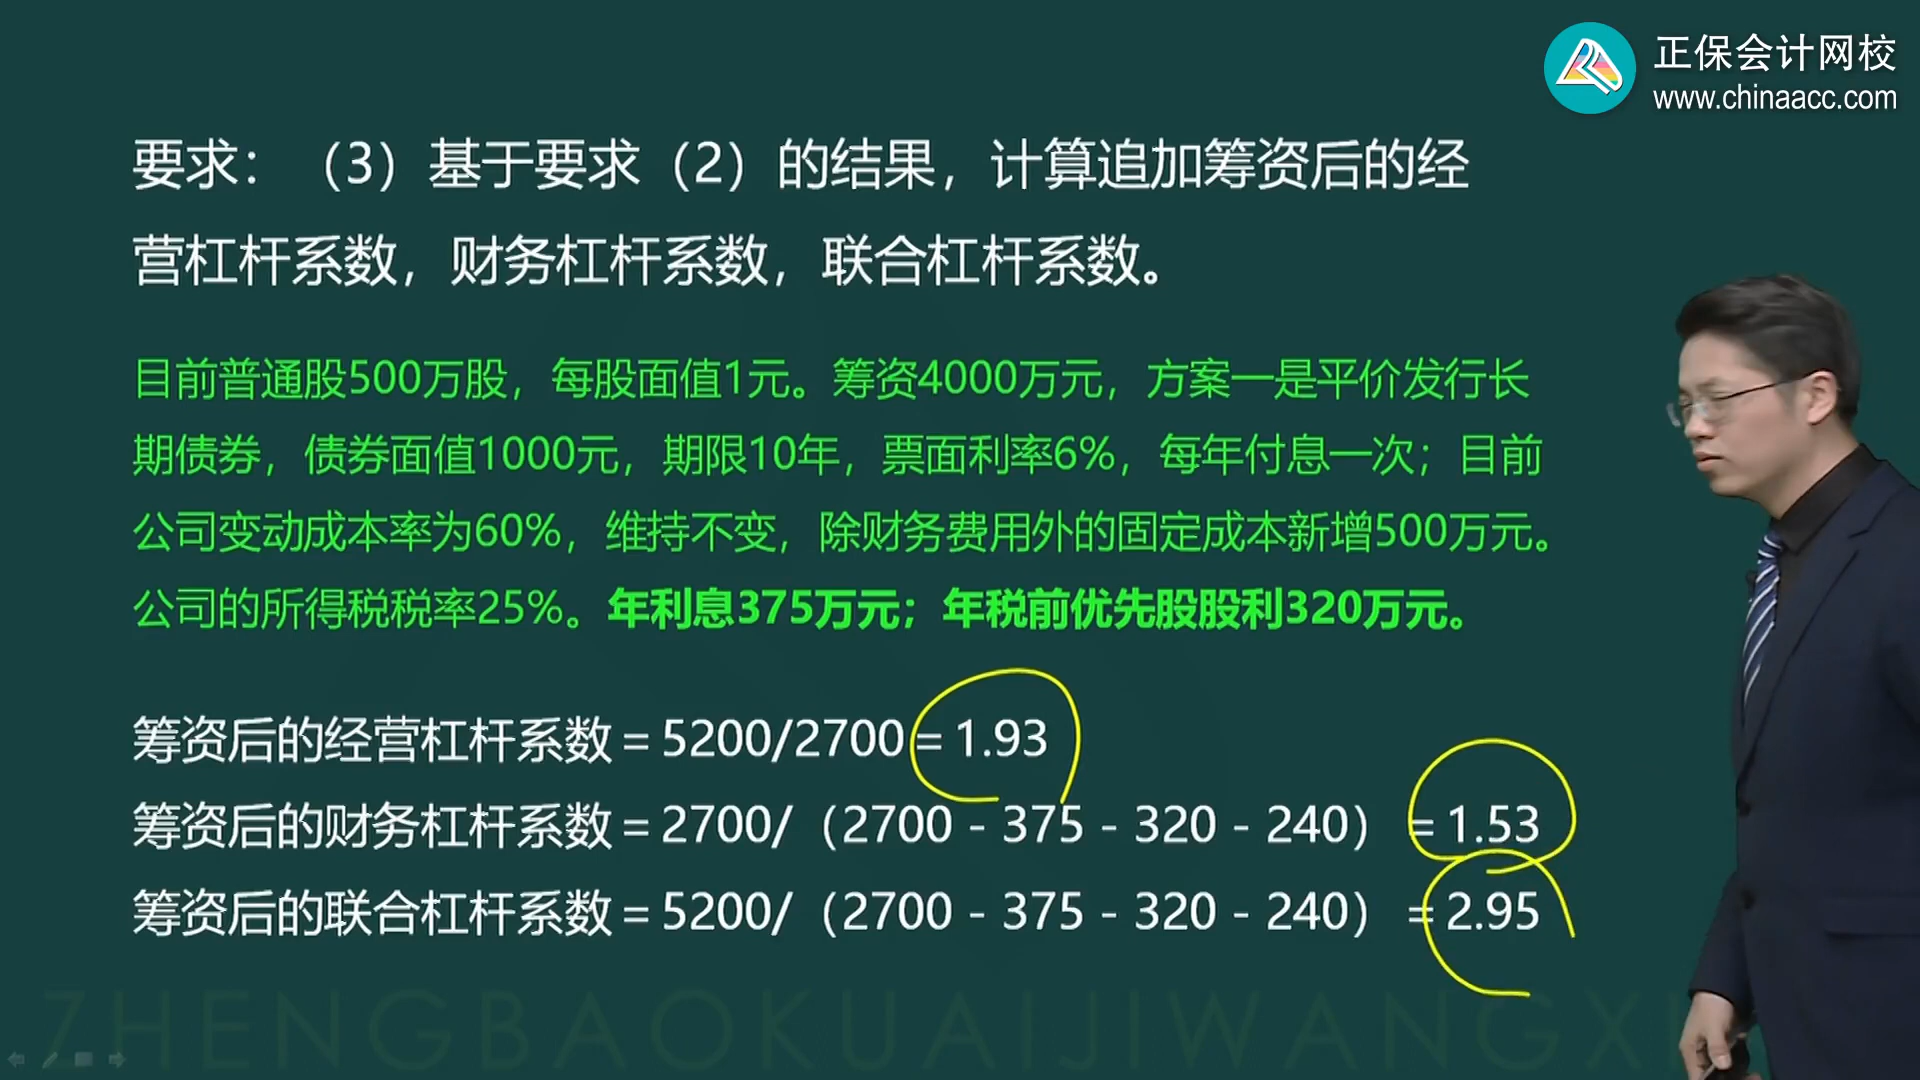 正保会计网校
www.chinaacc.com
要求：（3）基于要求（2）的结果，计算追加筹资后的经
营杠杆系数，财务杠杆系数，联合杠杆系数。
目前普通股500万股，每股面值1元。筹资4000万元，方案一是平价发行长
期债券，债券面值1000元，期限10年，票面利率6%，每年付息一次；目前
公司变动成本率为60%，维持不变，除财务费用外的固定成本新增500万元。
公司的所得税税率25%。年利息375万元；年税前优先股股利320万元。
筹资后的经营杠杆系数＝5200/2700＝1.93
筹资后的财务杠杆系数＝2700/（2700－375－320－240）＝1.53
筹资后的联合杠杆系数＝5200/（2700－375－320－240）＝2.95
ZHENGBAOKUAIJIWANGX